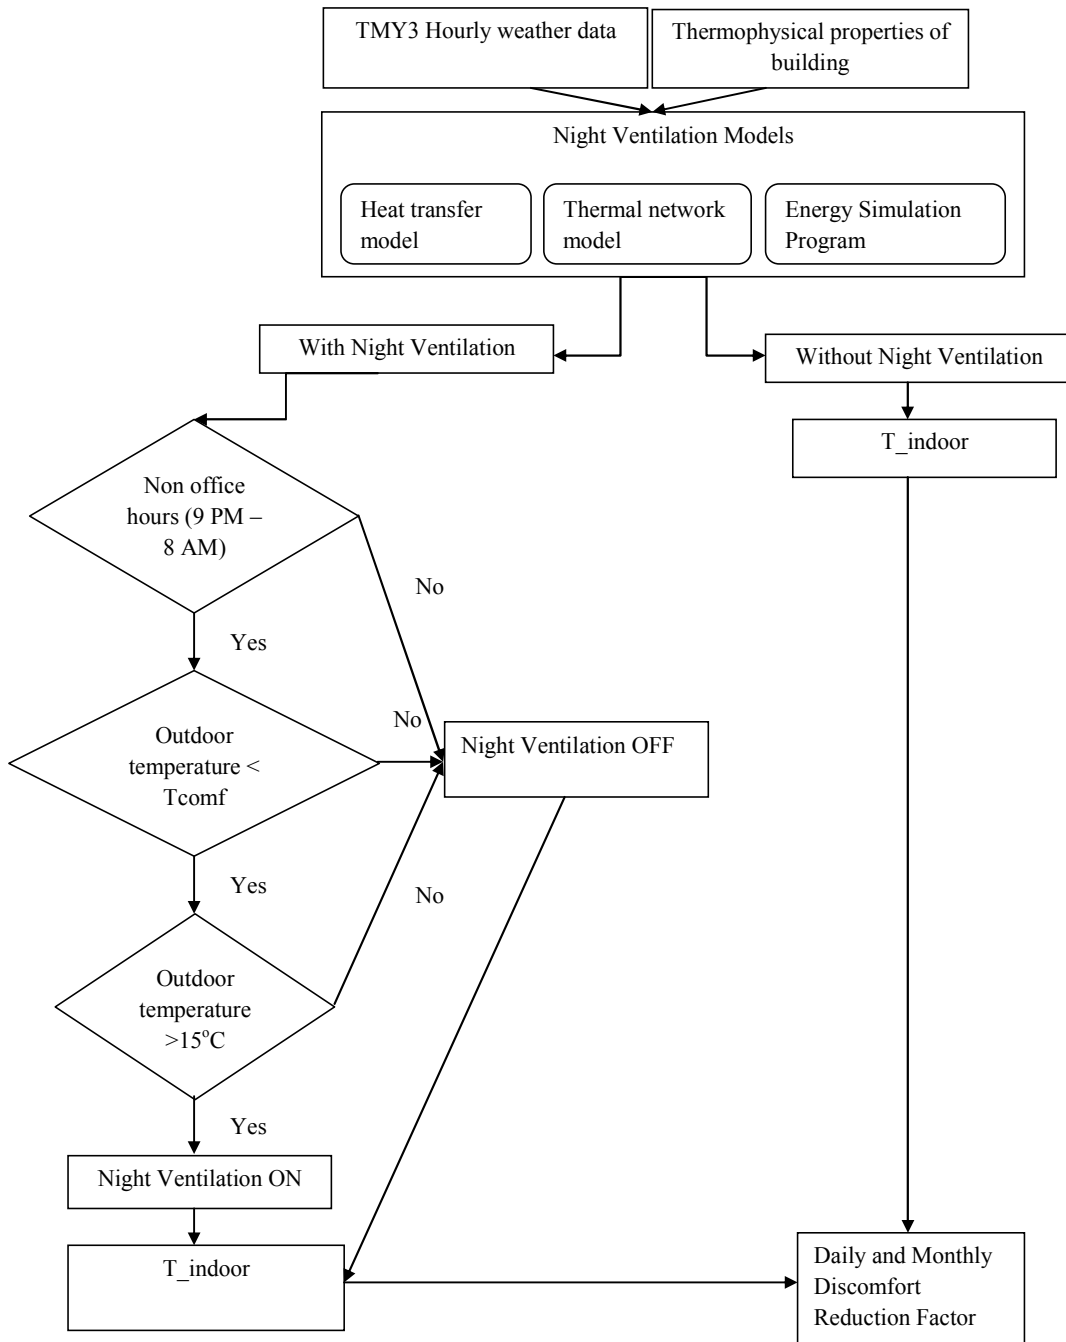 TMY3 Hourly weather data
Thermophysical properties of
building
Night Ventilation Models
Heat transfer
model
Thermal network
model
Energy Simulation
Program
With Night Ventilation
Without Night Ventilation
T_indoor
Non office
hours (9 PM –
8 AM)
No
Yes
No
Outdoor
temperature <
Tcomf
Night Ventilation OFF
Yes
No
Outdoor
temperature
>15°C
Yes
Night Ventilation ON
T_indoor
Daily and Monthly
Discomfort
Reduction Factor